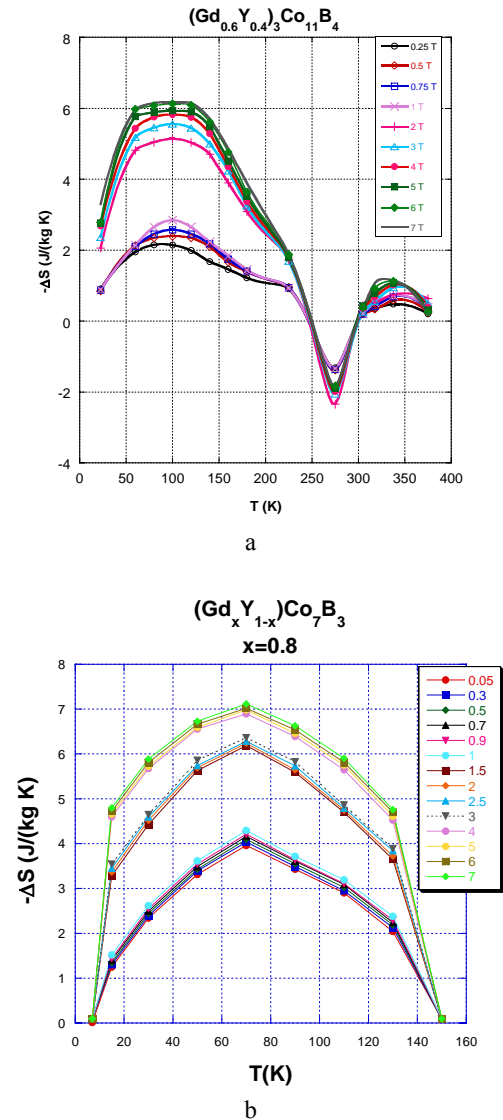 (Gd0.6Y0.4)3Co11B4
8
6
4
2
0
-2
-4
-ΔS (J/(kg K)
0.25 T
0.5 T
0.75 T
1 T
2 T
3 T
4 T
5 T
6 T
7 T
0 50 100 150 200 250 300 350 400
T (K)
a
(GdxY1-x)Co7B3
x=0.8
8
7
6
5
4
3
2
1
0
-ΔS (J/(kg K)
0.05
0.3
0.5
0.7
0.9
1
1.5
2
2.5
3
4
5
6
7
0 20 40 60 80 100 120 140 160
T(K)
b